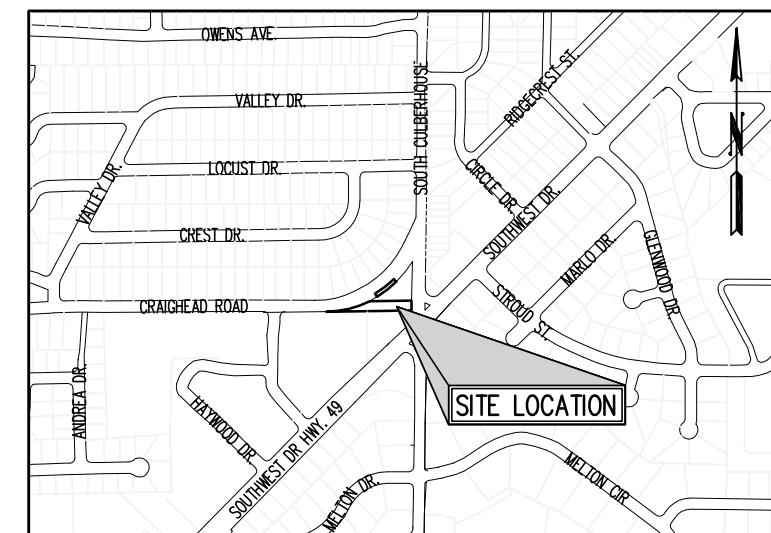 OWENS AVE.
VALLEY DR.
SOUTH CULBERHOUSE
RIDGECREST ST.
N
LOCUST DR.
VALLEY DR.
CIRCLE DR.
SOUTHWEST DR.
CREST DR.
MARLO DR.
GLENWOOD DR.
CRAIGHEAD ROAD
STROUD ST.
ANDREA DR.
HAYWOOD DR.
SITE LOCATION
SOUTHWEST DR HWY. 49
MELTON DR.
MELTON CIR